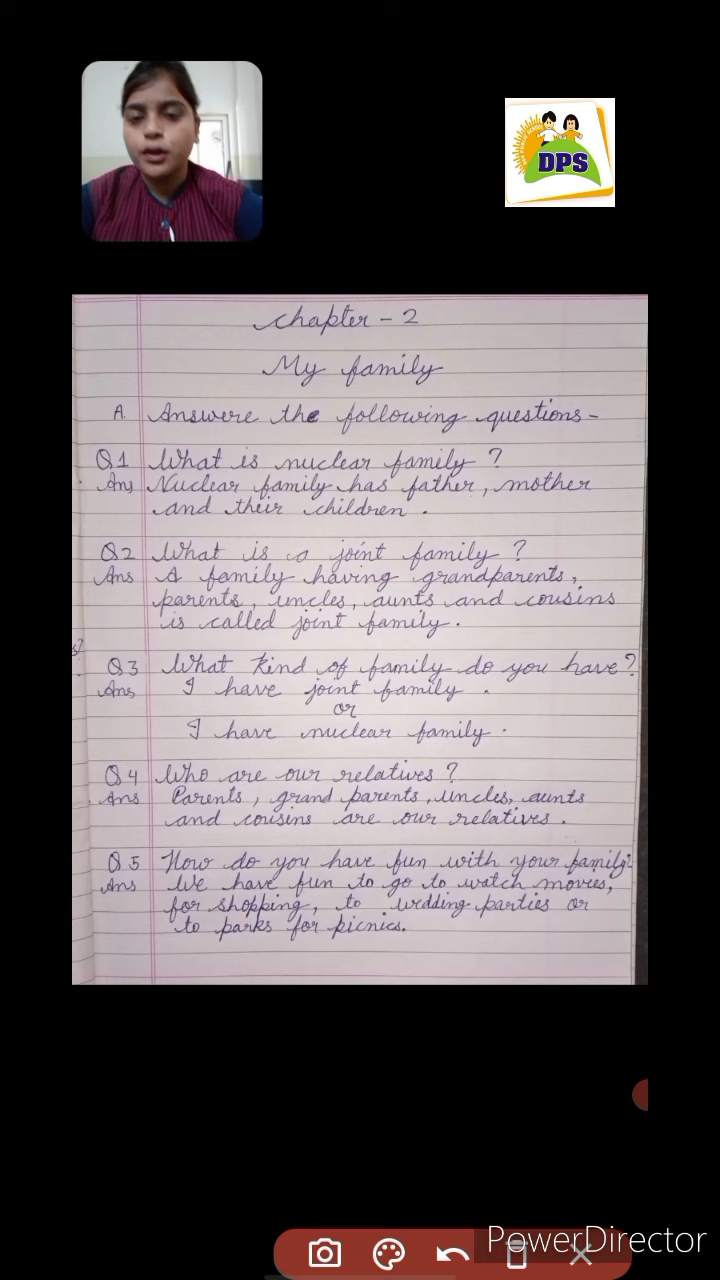 DPS
Chapter - 2
My family
A. Answere the following questions -
Q1 What is nuclear family ?
Ans Nuclear family has father, mother
and their children .
Q2 What is a joint family ?
Ans A family having grandparents,
parents, uncles, aunts and cousins
is called joint family .
s?
Q3 What kind of family do you have?
Ans I have joint family .
or
I have nuclear family .
Q4 Who are our relatives ?
Ans Parents, grand parents, uncles, aunts
and cousins are our relatives .
Q5 How do you have fun with your family?
Ans We have fun to go to watch movies,
for shopping, to wedding parties or
to parks for picnics.
PowerDirector